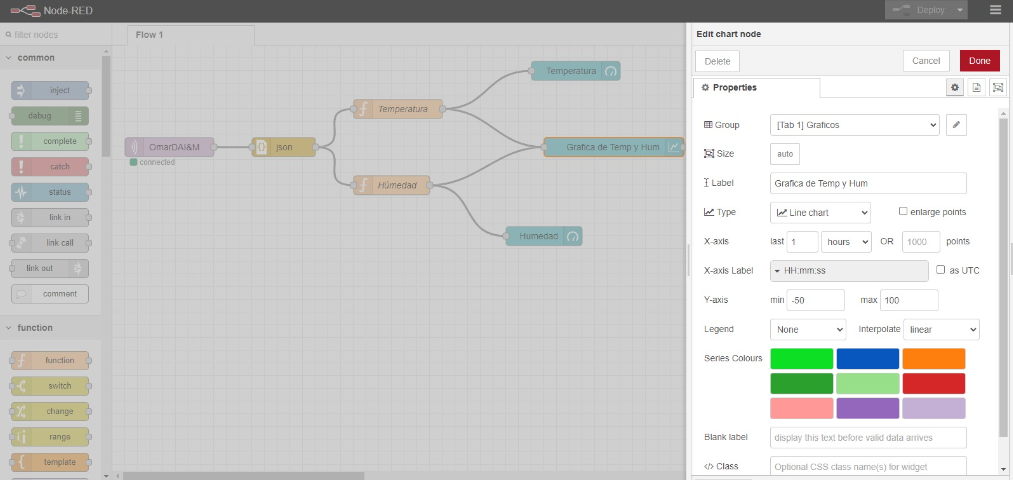 Node-RED
Deploy
filter nodes
common
inject
debug
complete
catch
status
link in
link call
link out
comment
function
function
switch
change
range
template
Flow 1
OmarDAI&M
connected
json
Temperatura
Húmedad
Temperatura
Grafica de Temp y Hum
Humedad
Edit chart node
Delete Cancel Done
Properties
Group [Tab 1] Graficos
Size auto
Label Grafica de Temp y Hum
Type Line chart enlarge points
X-axis last 1 hours OR 1000 points
X-axis Label HH:mm:ss as UTC
Y-axis min -50 max 100
Legend None Interpolate linear
Series Colours
Blank label display this text before valid data arrives
</> Class Optional CSS class name(s) for widget